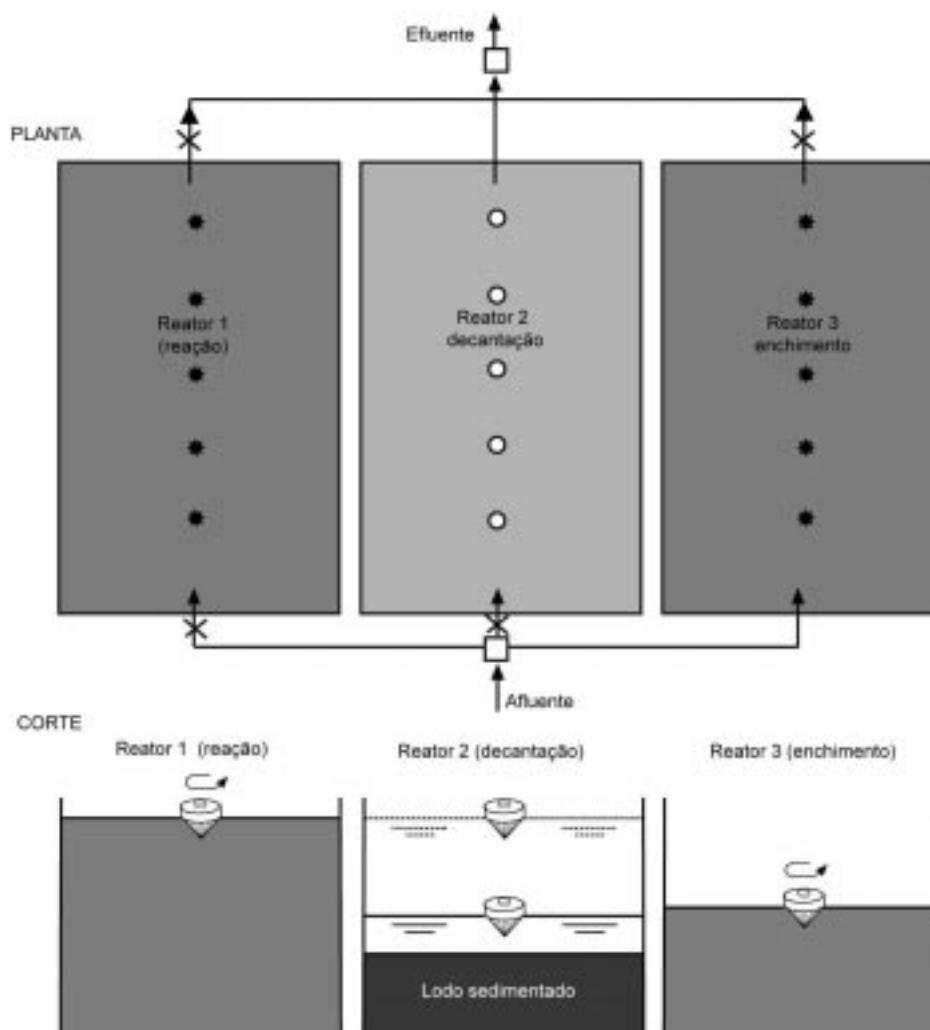 Efluente
PLANTA
Reator 1
(reação)
Reator 2
decantação
Reator 3
enchimento
Afluente
CORTE
Reator 1 (reação)
Reator 2 (decantação)
Reator 3 (enchimento)
Lodo sedimentado